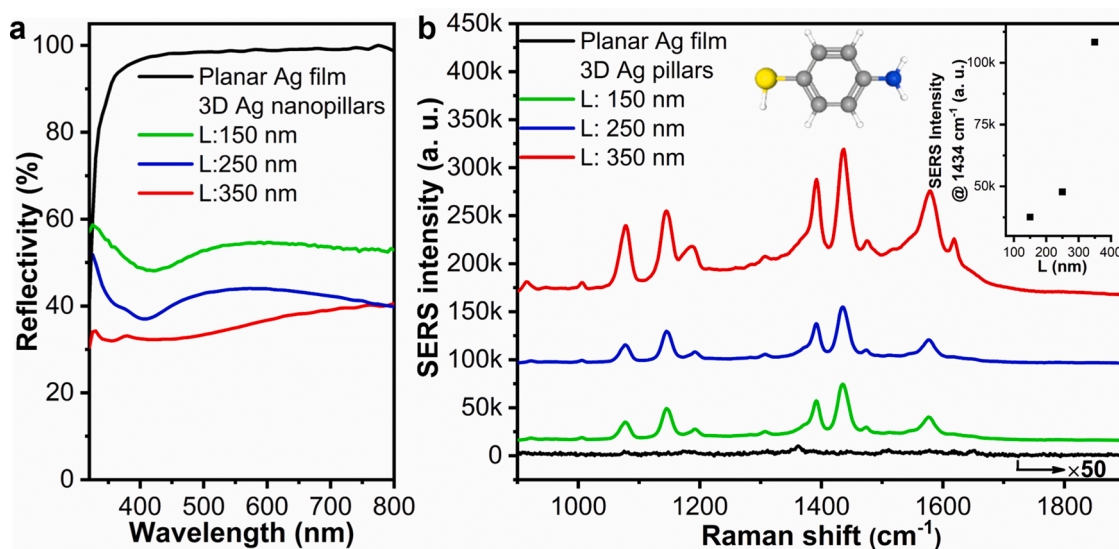 a
Reflectivity (%)
100
80
60
40
20
0
Planar Ag film
3D Ag nanopillars
L:150 nm
L:250 nm
L:350 nm
400
500
600
700
800
Wavelength (nm)
b
SERS intensity (a. u.)
450k
400k
350k
300k
250k
200k
150k
100k
50k
0
Planar Ag film
3D Ag pillars
L: 150 nm
L: 250 nm
L: 350 nm
SERS Intensity
@ 1434 cm⁻¹ (a. u.)
100k
75k
50k
100
200
300
400
L (nm)
×50
1000
1200
1400
1600
1800
Raman shift (cm⁻¹)